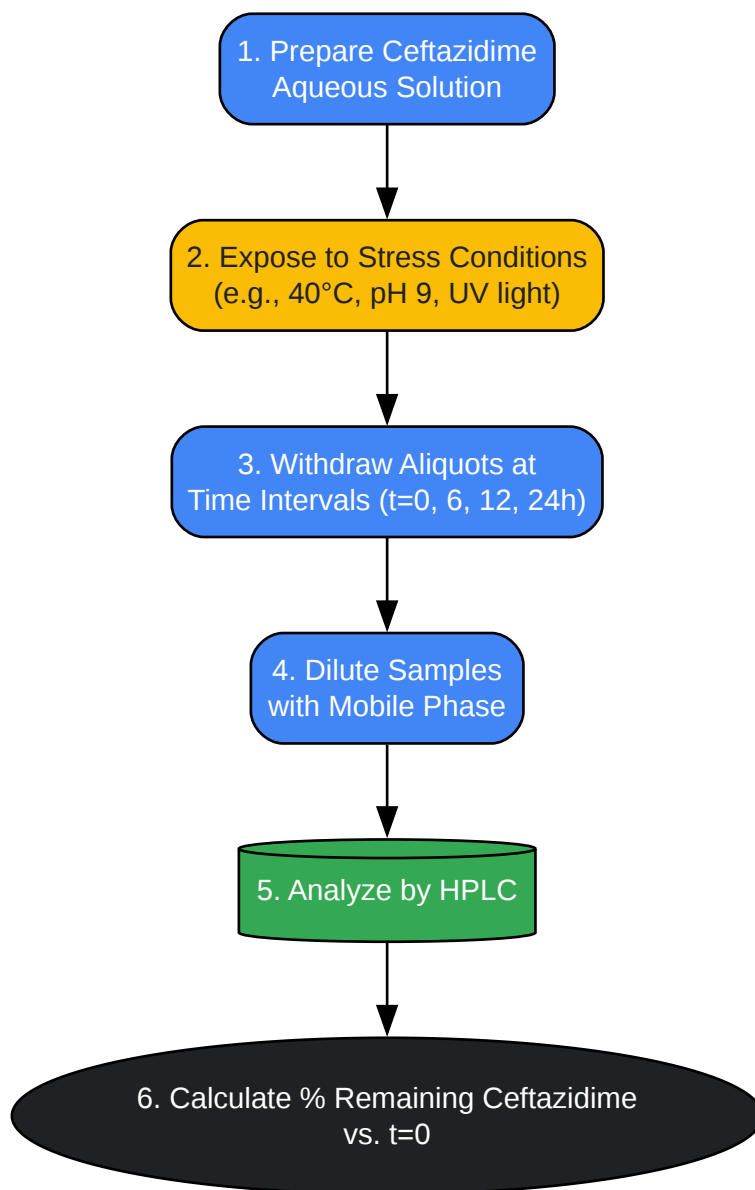 1. Prepare Ceftazidime
Aqueous Solution
2. Expose to Stress Conditions
(e.g., 40°C, pH 9, UV light)
3. Withdraw Aliquots at
Time Intervals (t=0, 6, 12, 24h)
4. Dilute Samples
with Mobile Phase
5. Analyze by HPLC
6. Calculate % Remaining Ceftazidime
vs. t=0